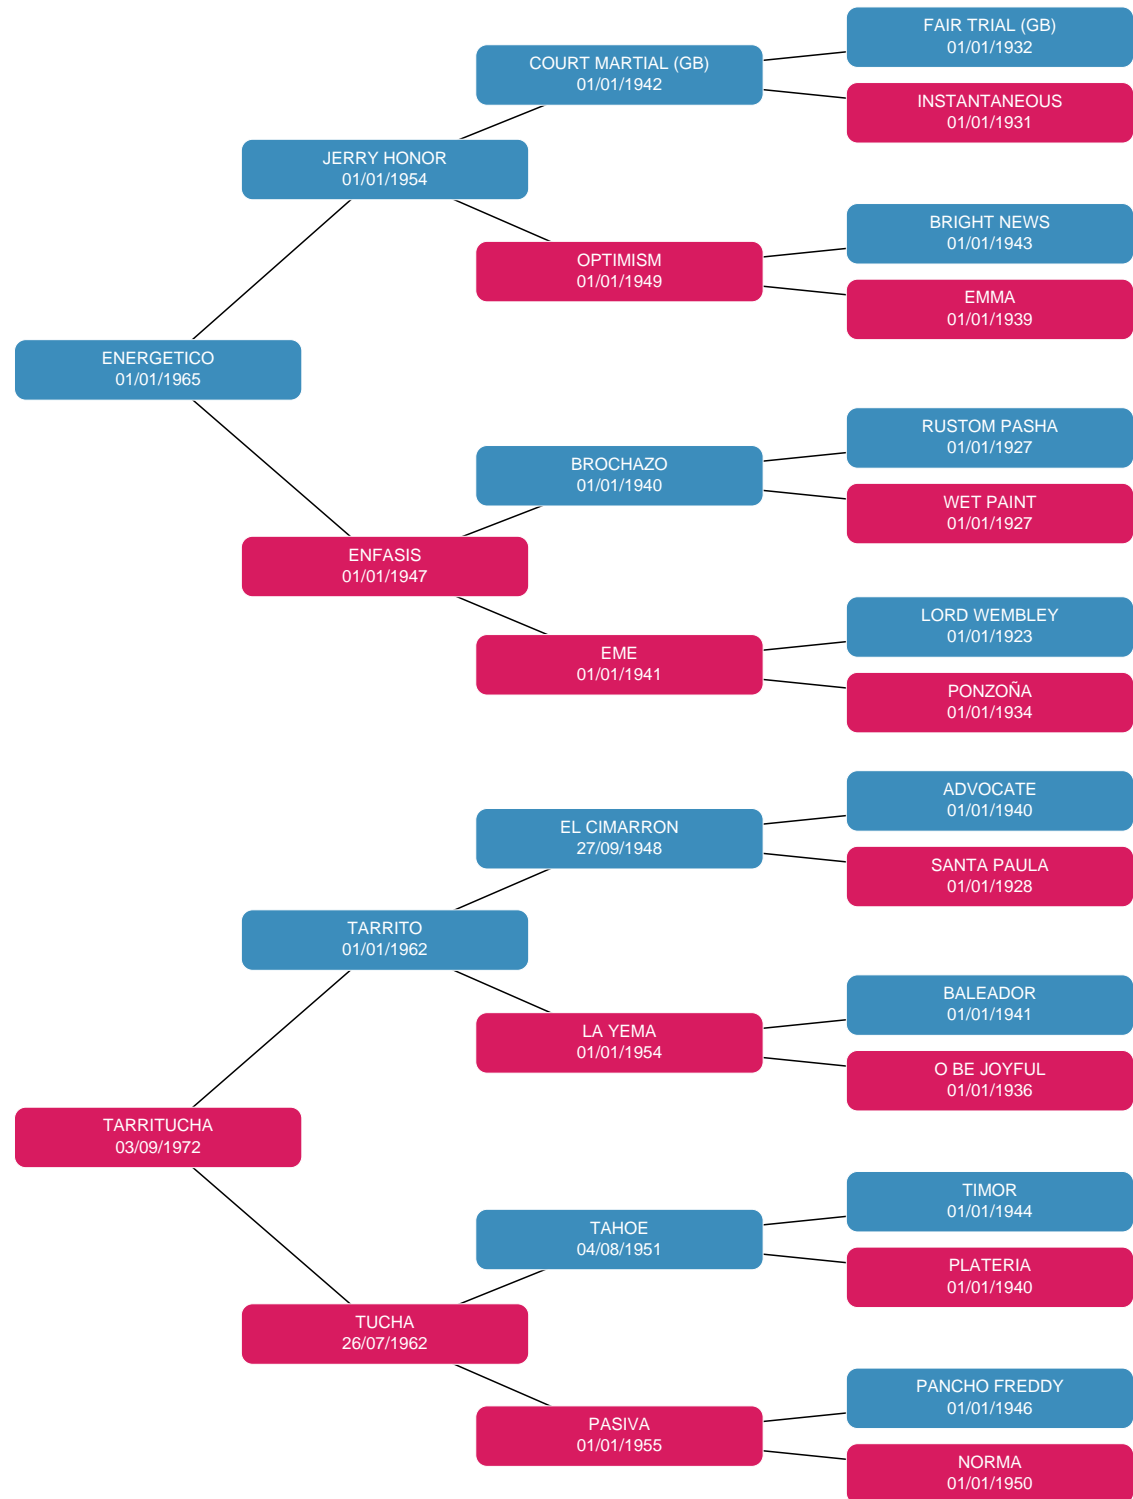 FAIR TRIAL (GB)
01/01/1932
COURT MARTIAL (GB)
01/01/1942
INSTANTANEOUS
01/01/1931
JERRY HONOR
01/01/1954
BRIGHT NEWS
01/01/1943
OPTIMISM
01/01/1949
EMMA
01/01/1939
ENERGETICO
01/01/1965
RUSTOM PASHA
01/01/1927
BROCHAZO
01/01/1940
WET PAINT
01/01/1927
ENFASIS
01/01/1947
LORD WEMBLEY
01/01/1923
EME
01/01/1941
PONZOÑA
01/01/1934
ADVOCATE
01/01/1940
EL CIMARRON
27/09/1948
SANTA PAULA
01/01/1928
TARRITO
01/01/1962
BALEADOR
01/01/1941
LA YEMA
01/01/1954
O BE JOYFUL
01/01/1936
TARRITUCHA
03/09/1972
TIMOR
01/01/1944
TAHOE
04/08/1951
PLATERIA
01/01/1940
TUCHA
26/07/1962
PANCHO FREDDY
01/01/1946
PASIVA
01/01/1955
NORMA
01/01/1950